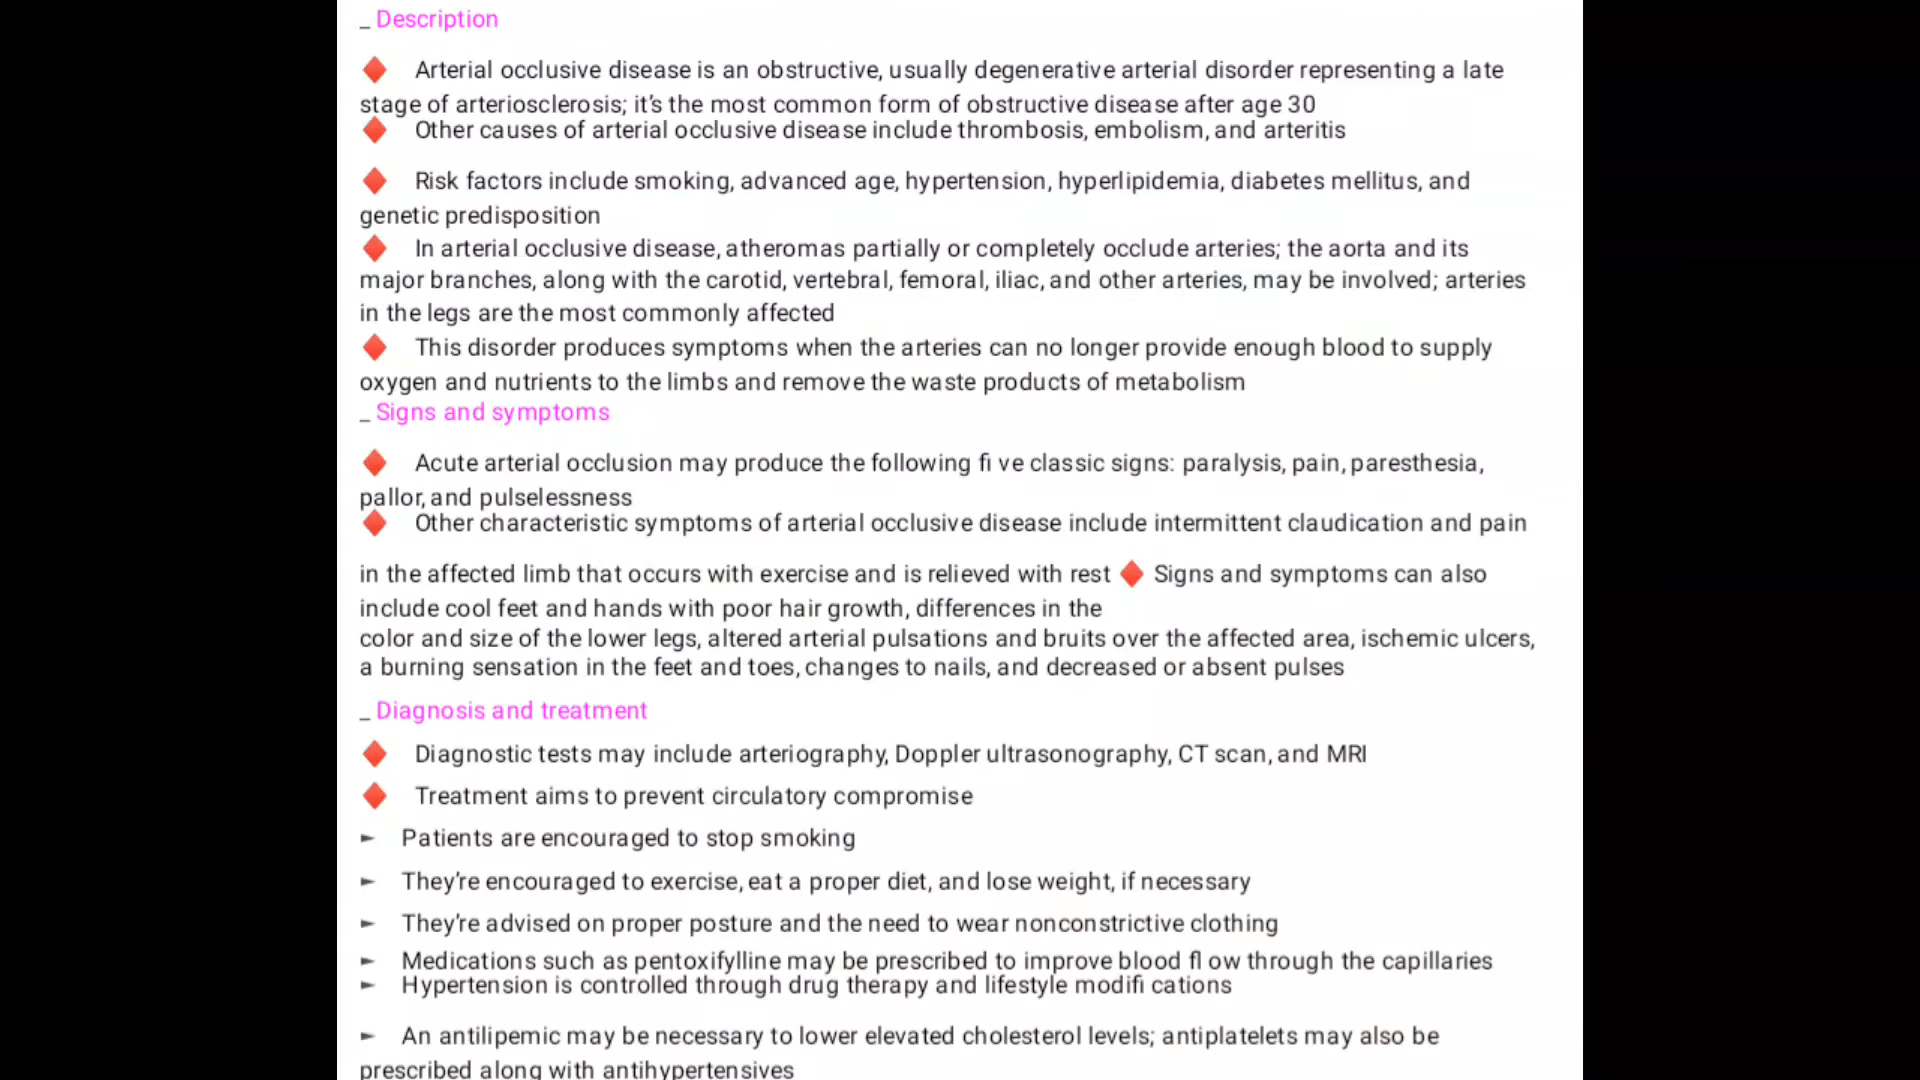 _ Description
♦ Arterial occlusive disease is an obstructive, usually degenerative arterial disorder representing a late
stage of arteriosclerosis; it's the most common form of obstructive disease after age 30
♦ Other causes of arterial occlusive disease include thrombosis, embolism, and arteritis
♦ Risk factors include smoking, advanced age, hypertension, hyperlipidemia, diabetes mellitus, and
genetic predisposition
♦ In arterial occlusive disease, atheromas partially or completely occlude arteries; the aorta and its
major branches, along with the carotid, vertebral, femoral, iliac, and other arteries, may be involved; arteries
in the legs are the most commonly affected
♦ This disorder produces symptoms when the arteries can no longer provide enough blood to supply
oxygen and nutrients to the limbs and remove the waste products of metabolism
_ Signs and symptoms
♦ Acute arterial occlusion may produce the following fi ve classic signs: paralysis, pain, paresthesia,
pallor, and pulselessness
♦ Other characteristic symptoms of arterial occlusive disease include intermittent claudication and pain
in the affected limb that occurs with exercise and is relieved with rest ♦ Signs and symptoms can also
include cool feet and hands with poor hair growth, differences in the
color and size of the lower legs, altered arterial pulsations and bruits over the affected area, ischemic ulcers,
a burning sensation in the feet and toes, changes to nails, and decreased or absent pulses
_ Diagnosis and treatment
♦ Diagnostic tests may include arteriography, Doppler ultrasonography, CT scan, and MRI
♦ Treatment aims to prevent circulatory compromise
► Patients are encouraged to stop smoking
► They're encouraged to exercise, eat a proper diet, and lose weight, if necessary
► They're advised on proper posture and the need to wear nonconstrictive clothing
► Medications such as pentoxifylline may be prescribed to improve blood fl ow through the capillaries
► Hypertension is controlled through drug therapy and lifestyle modifi cations
► An antilipemic may be necessary to lower elevated cholesterol levels; antiplatelets may also be
prescribed along with antihypertensives